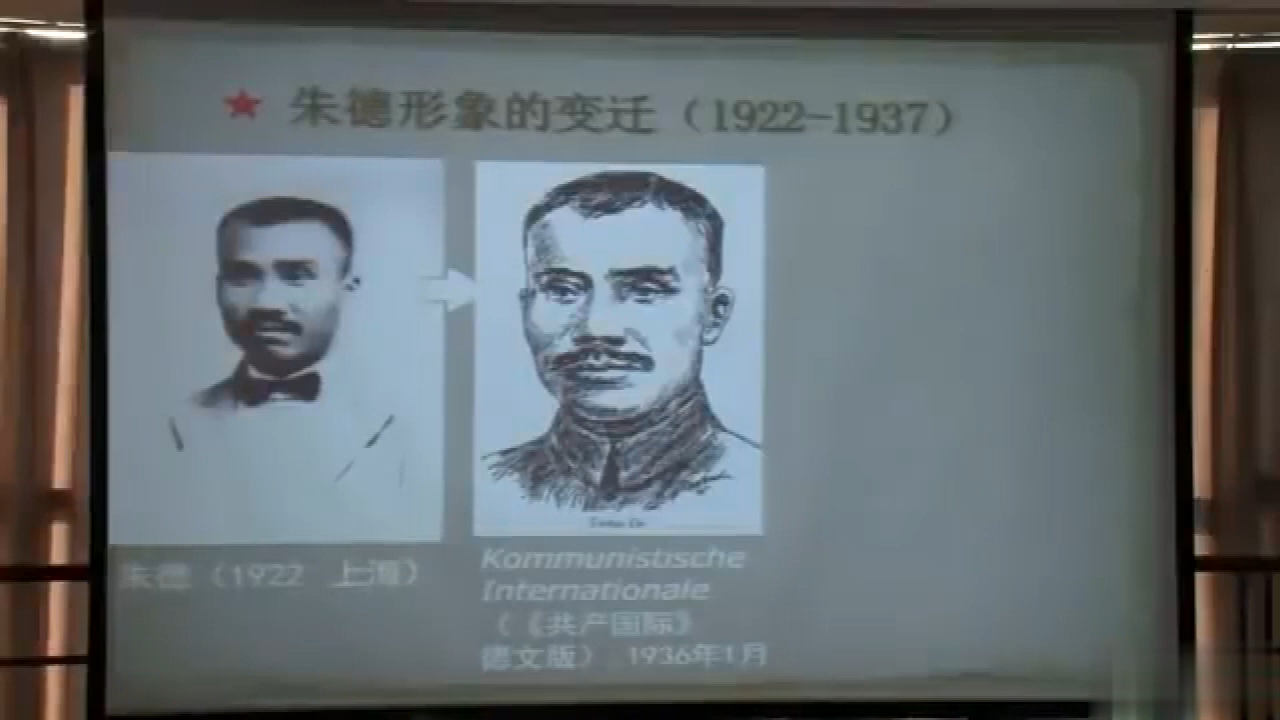 朱德形象的变迁（1922-1937）
朱德（1922 上海）
Kommunistische
Internationale
（《共产国际》
德文版） 1936年1月